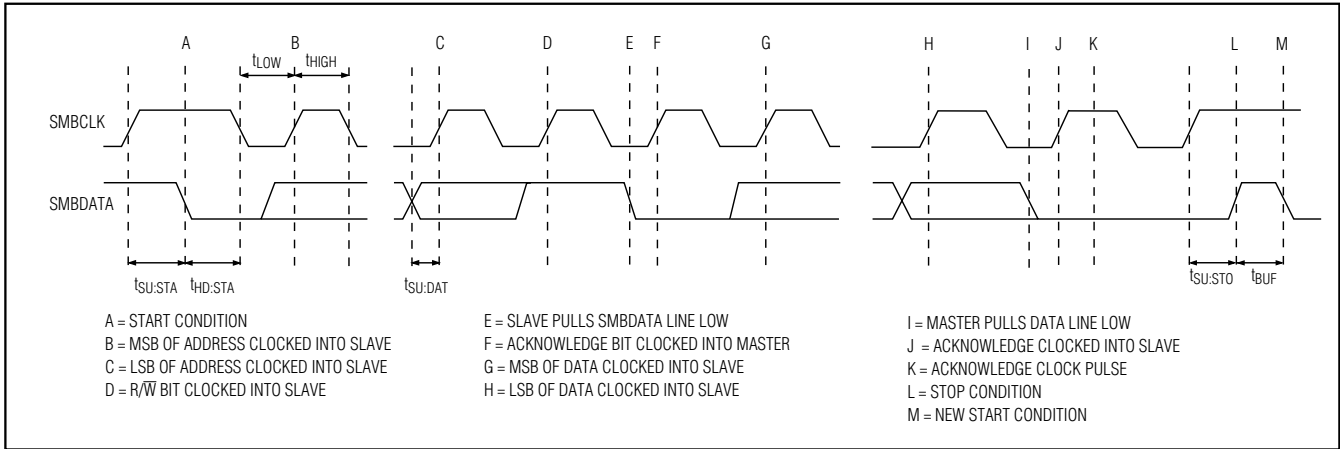 A B C D E F G H I J K L M
tLOW tHIGH
SMBCLK
SMBDATA
tSU:STA tHD:STA tSU:DAT tSU:STO tBUF
A = START CONDITION
B = MSB OF ADDRESS CLOCKED INTO SLAVE
C = LSB OF ADDRESS CLOCKED INTO SLAVE
D = R/W̅ BIT CLOCKED INTO SLAVE
E = SLAVE PULLS SMBDATA LINE LOW
F = ACKNOWLEDGE BIT CLOCKED INTO MASTER
G = MSB OF DATA CLOCKED INTO SLAVE
H = LSB OF DATA CLOCKED INTO SLAVE
I = MASTER PULLS DATA LINE LOW
J = ACKNOWLEDGE CLOCKED INTO SLAVE
K = ACKNOWLEDGE CLOCK PULSE
L = STOP CONDITION
M = NEW START CONDITION